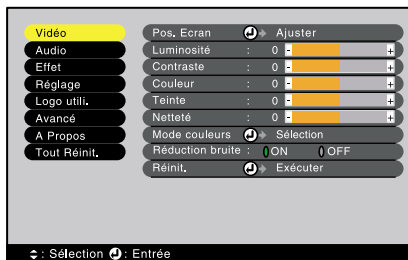 Vidéo
Audio
Effet
Réglage
Logo utili.
Avancé
A Propos
Tout Réinit.
Pos. Ecran Ajuster
Luminosité : 0 - +
Contraste : 0 - +
Couleur : 0 - +
Teinte : 0 - +
Netteté : 0 - +
Mode couleurs Sélection
Réduction bruite : ON OFF
Réinit. Exécuter
: Sélection : Entrée